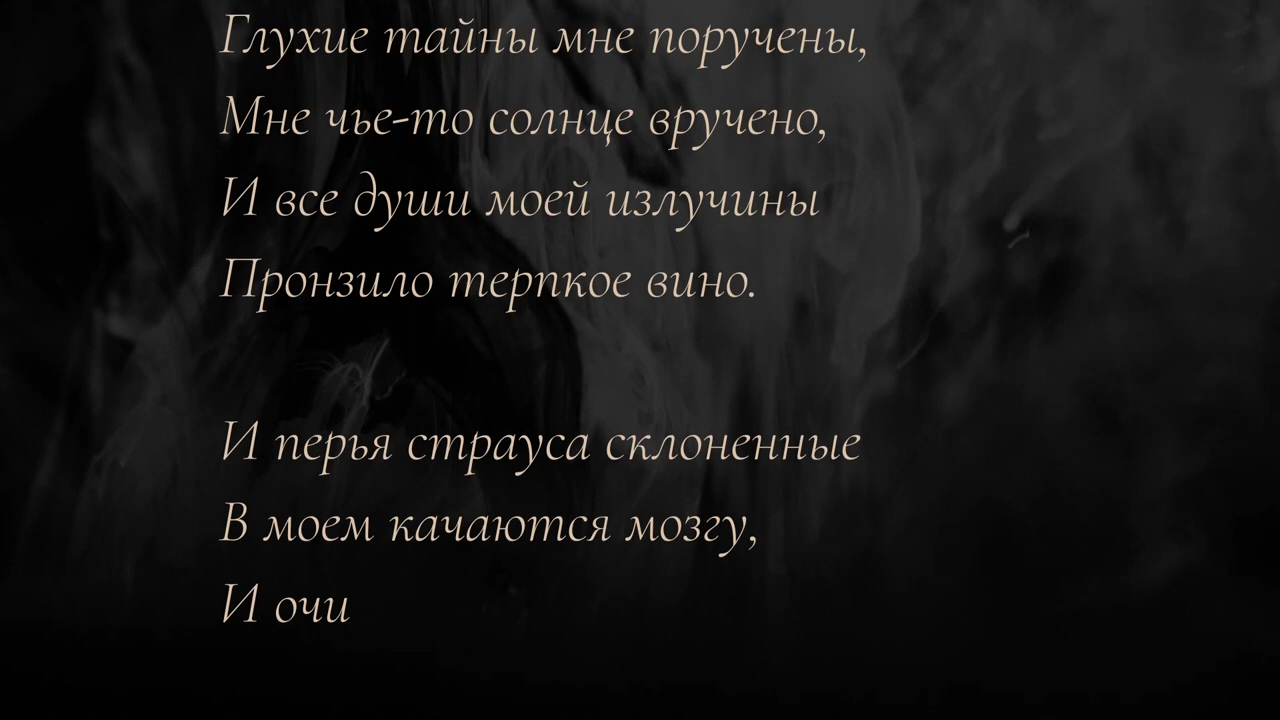 Глухие тайны мне поручены,
Мне чье-то солнце вручено,
И все души моей излучины
Пронзило терпкое вино.
И перья страуса склоненные
В моем качаются мозгу,
И очи